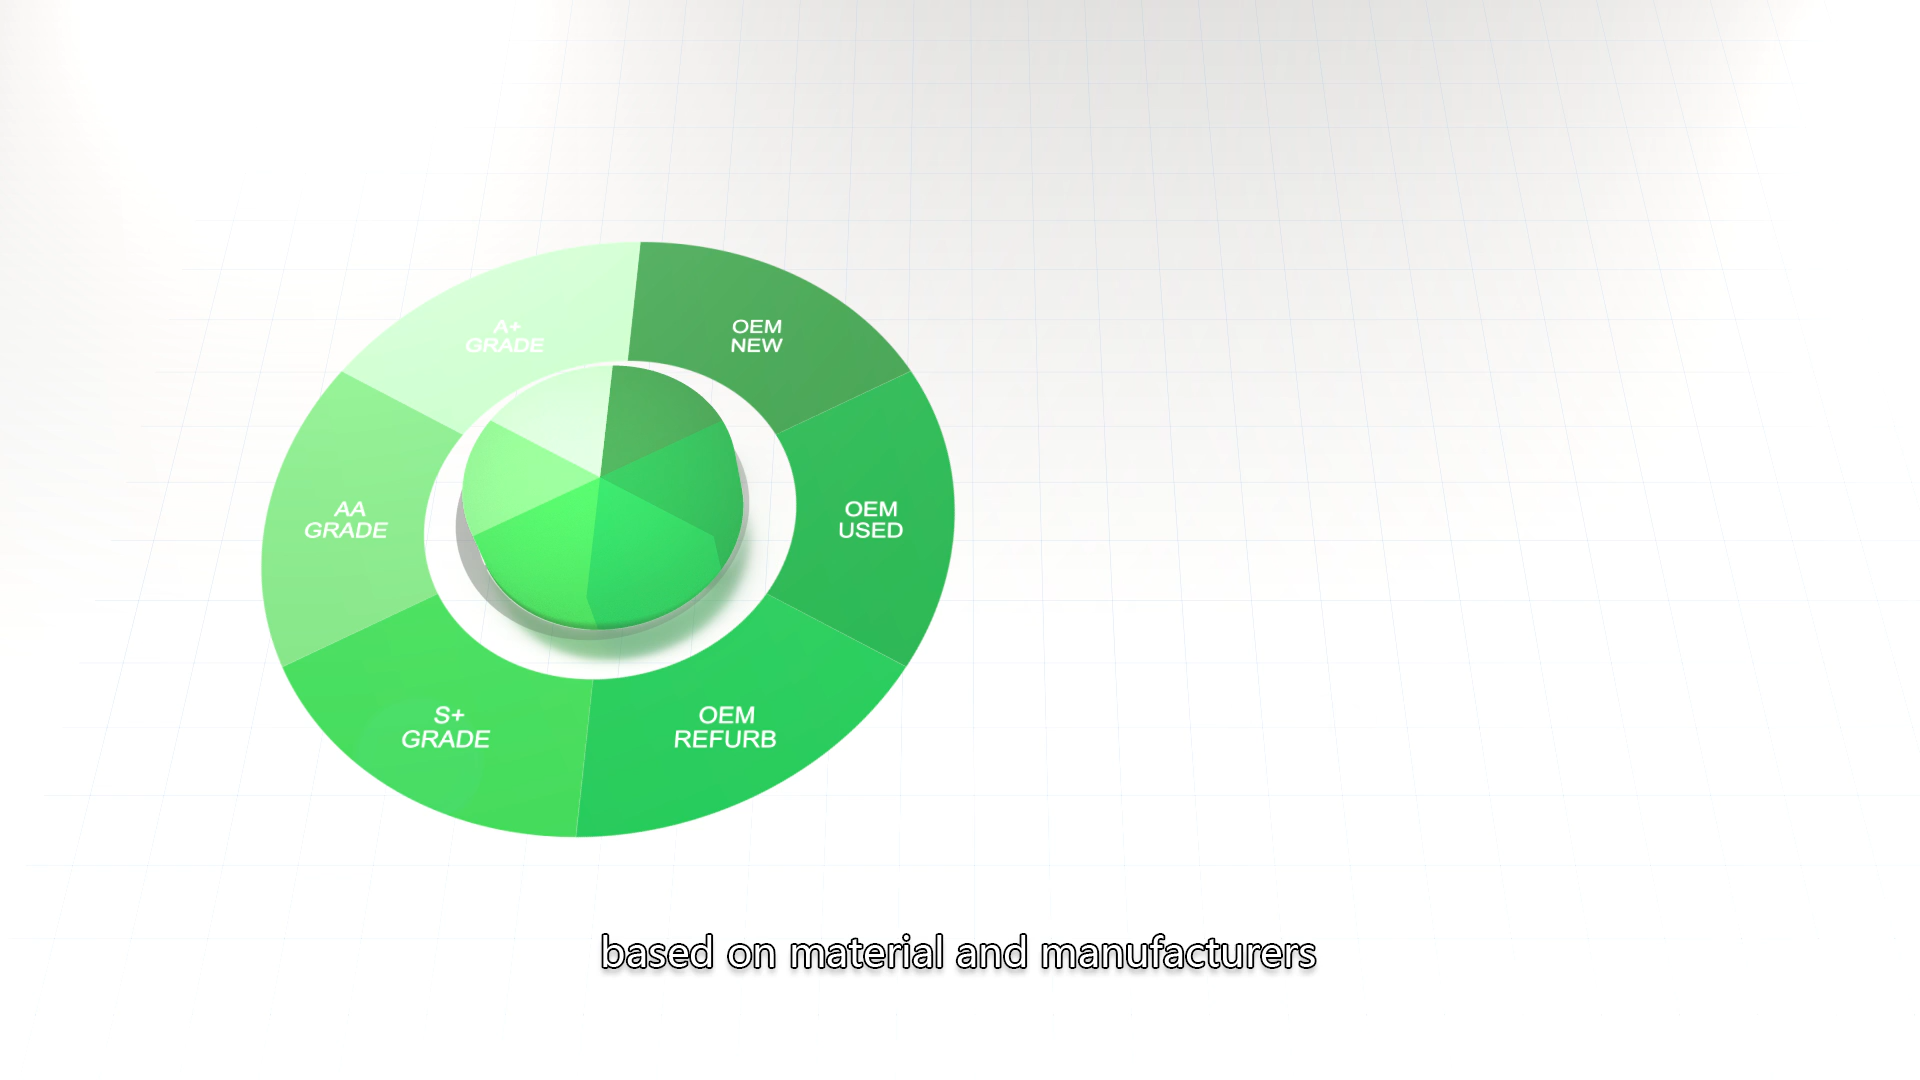 A+
GRADE
OEM
NEW
AA
GRADE
OEM
USED
S+
GRADE
OEM
REFURB
based on material and manufacturers